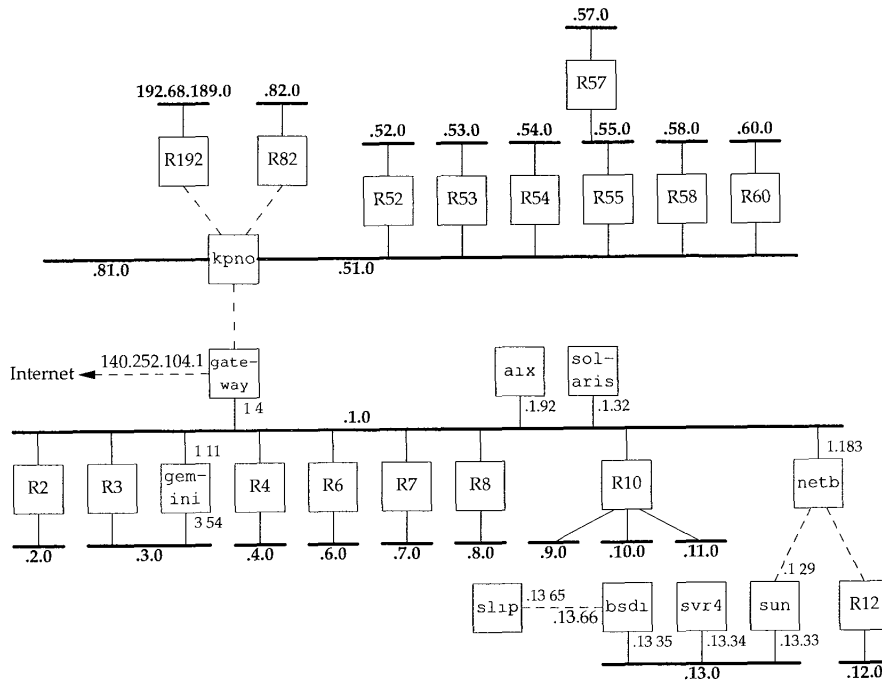 .57.0
R57
192.68.189.0
.82.0
R192
R82
.52.0
.53.0
.54.0
.55.0
.58.0
.60.0
R52
R53
R54
R55
R58
R60
kpno
.81.0
.51.0
Internet
140.252.104.1
gate-
way
1 4
aıx
.1.92
sol-
aris
.1.32
.1.0
R2
R3
1 11
gem-
ini
3 54
R4
R6
R7
R8
R10
1.183
netb
.2.0
.3.0
.4.0
.6.0
.7.0
.8.0
.9.0
.10.0
.11.0
.1 29
slıp
.13 65
.13.66
bsdı
svr4
sun
R12
.13 35
.13.34
.13.33
.13.0
.12.0